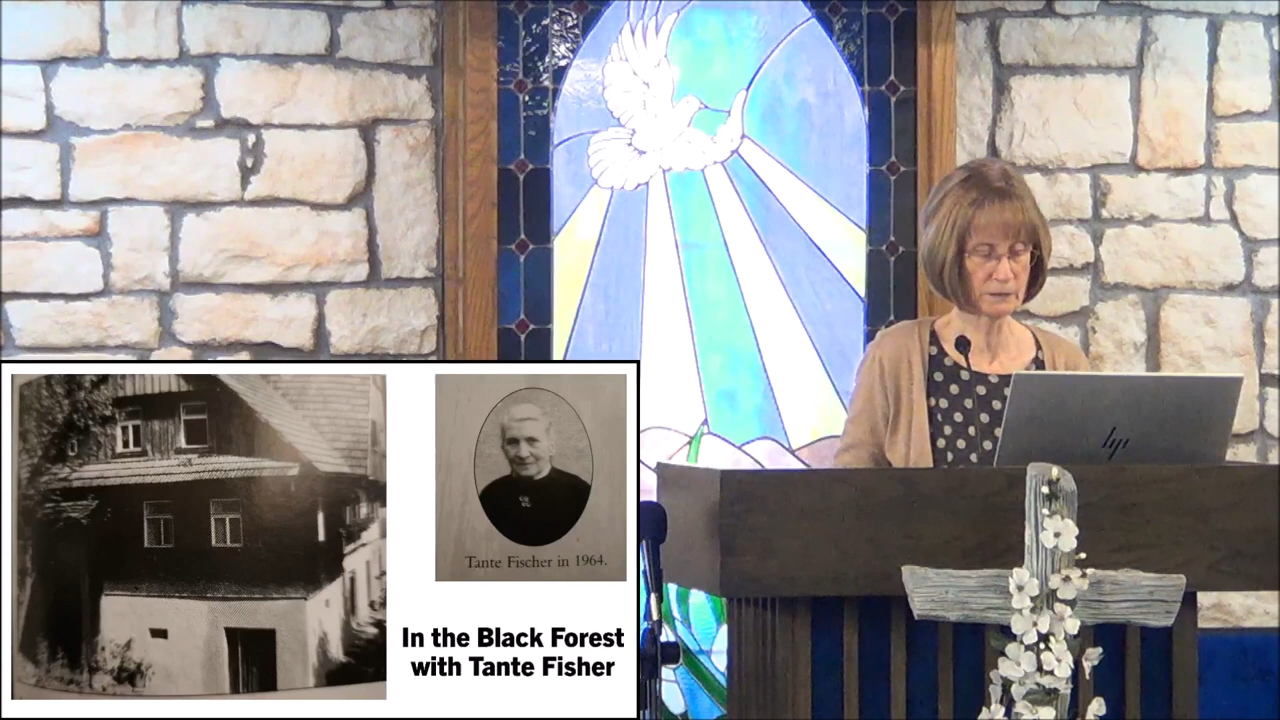 Tante Fischer in 1964.
In the Black Forest
with Tante Fisher
hp